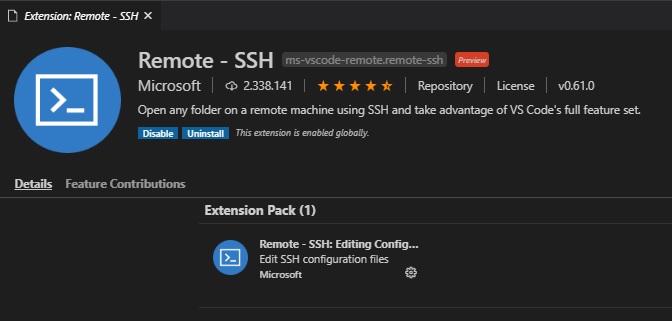 Extension: Remote - SSH
Remote - SSH ms-vscode-remote.remote-ssh Preview
Microsoft 2.338.141 Repository License v0.61.0
Open any folder on a remote machine using SSH and take advantage of VS Code's full feature set.
Disable Uninstall This extension is enabled globally.
Details Feature Contributions
Extension Pack (1)
Remote - SSH: Editing Config...
Edit SSH configuration files
Microsoft